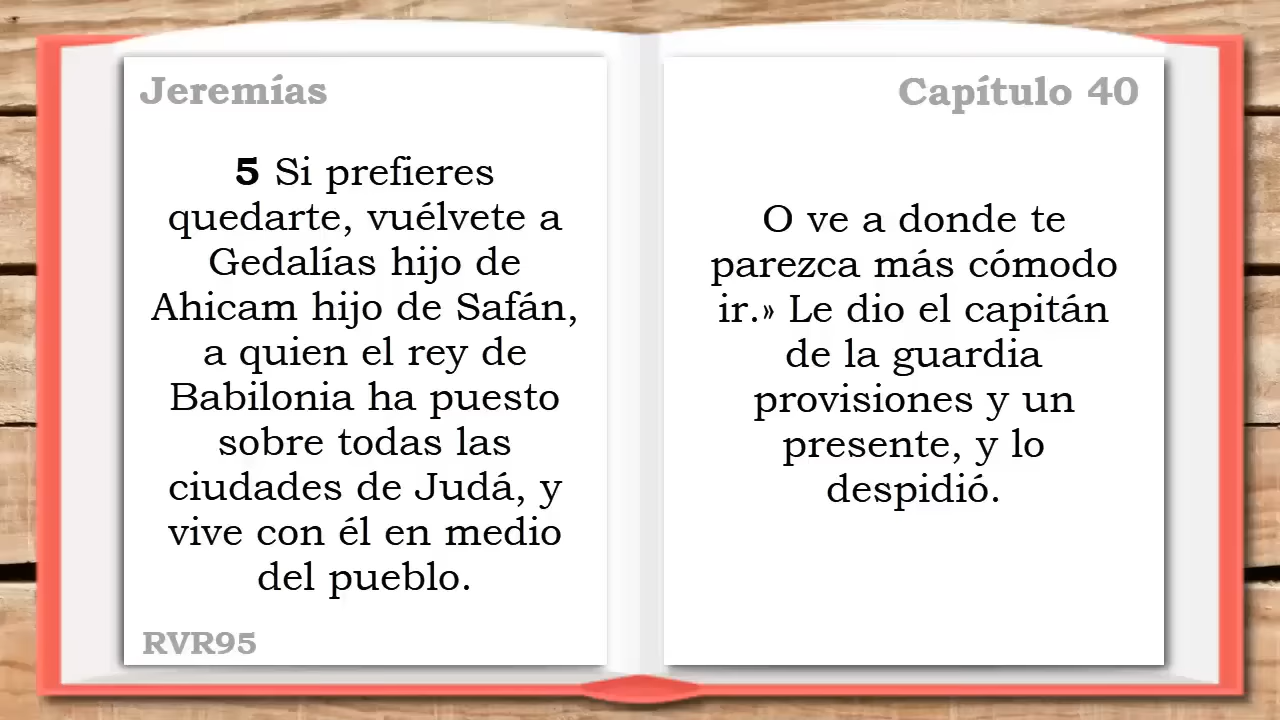 Jeremías
5 Si prefieres
quedarte, vuélvete a
Gedalías hijo de
Ahicam hijo de Safán,
a quien el rey de
Babilonia ha puesto
sobre todas las
ciudades de Judá, y
vive con él en medio
del pueblo.
RVR95
Capítulo 40
O ve a donde te
parezca más cómodo
ir.» Le dio el capitán
de la guardia
provisiones y un
presente, y lo
despidió.